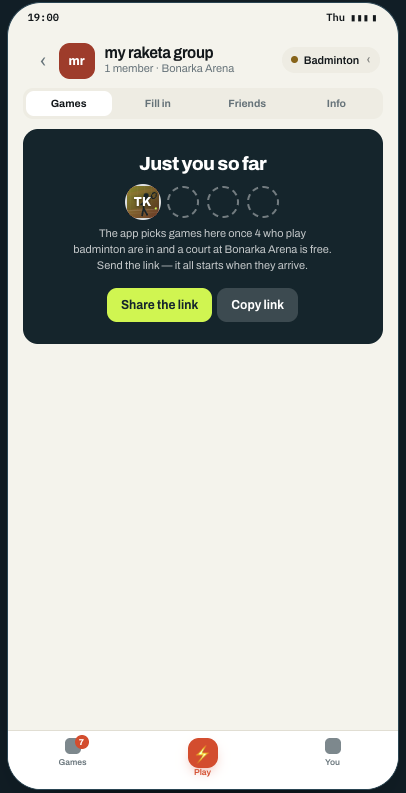 19:00
Thu
mr
my raketa group
1 member · Bonarka Arena
Badminton
Games
Fill in
Friends
Info
Just you so far
TK
The app picks games here once 4 who play
badminton are in and a court at Bonarka Arena is free.
Send the link — it all starts when they arrive.
Share the link
Copy link
7
Games
Play
You